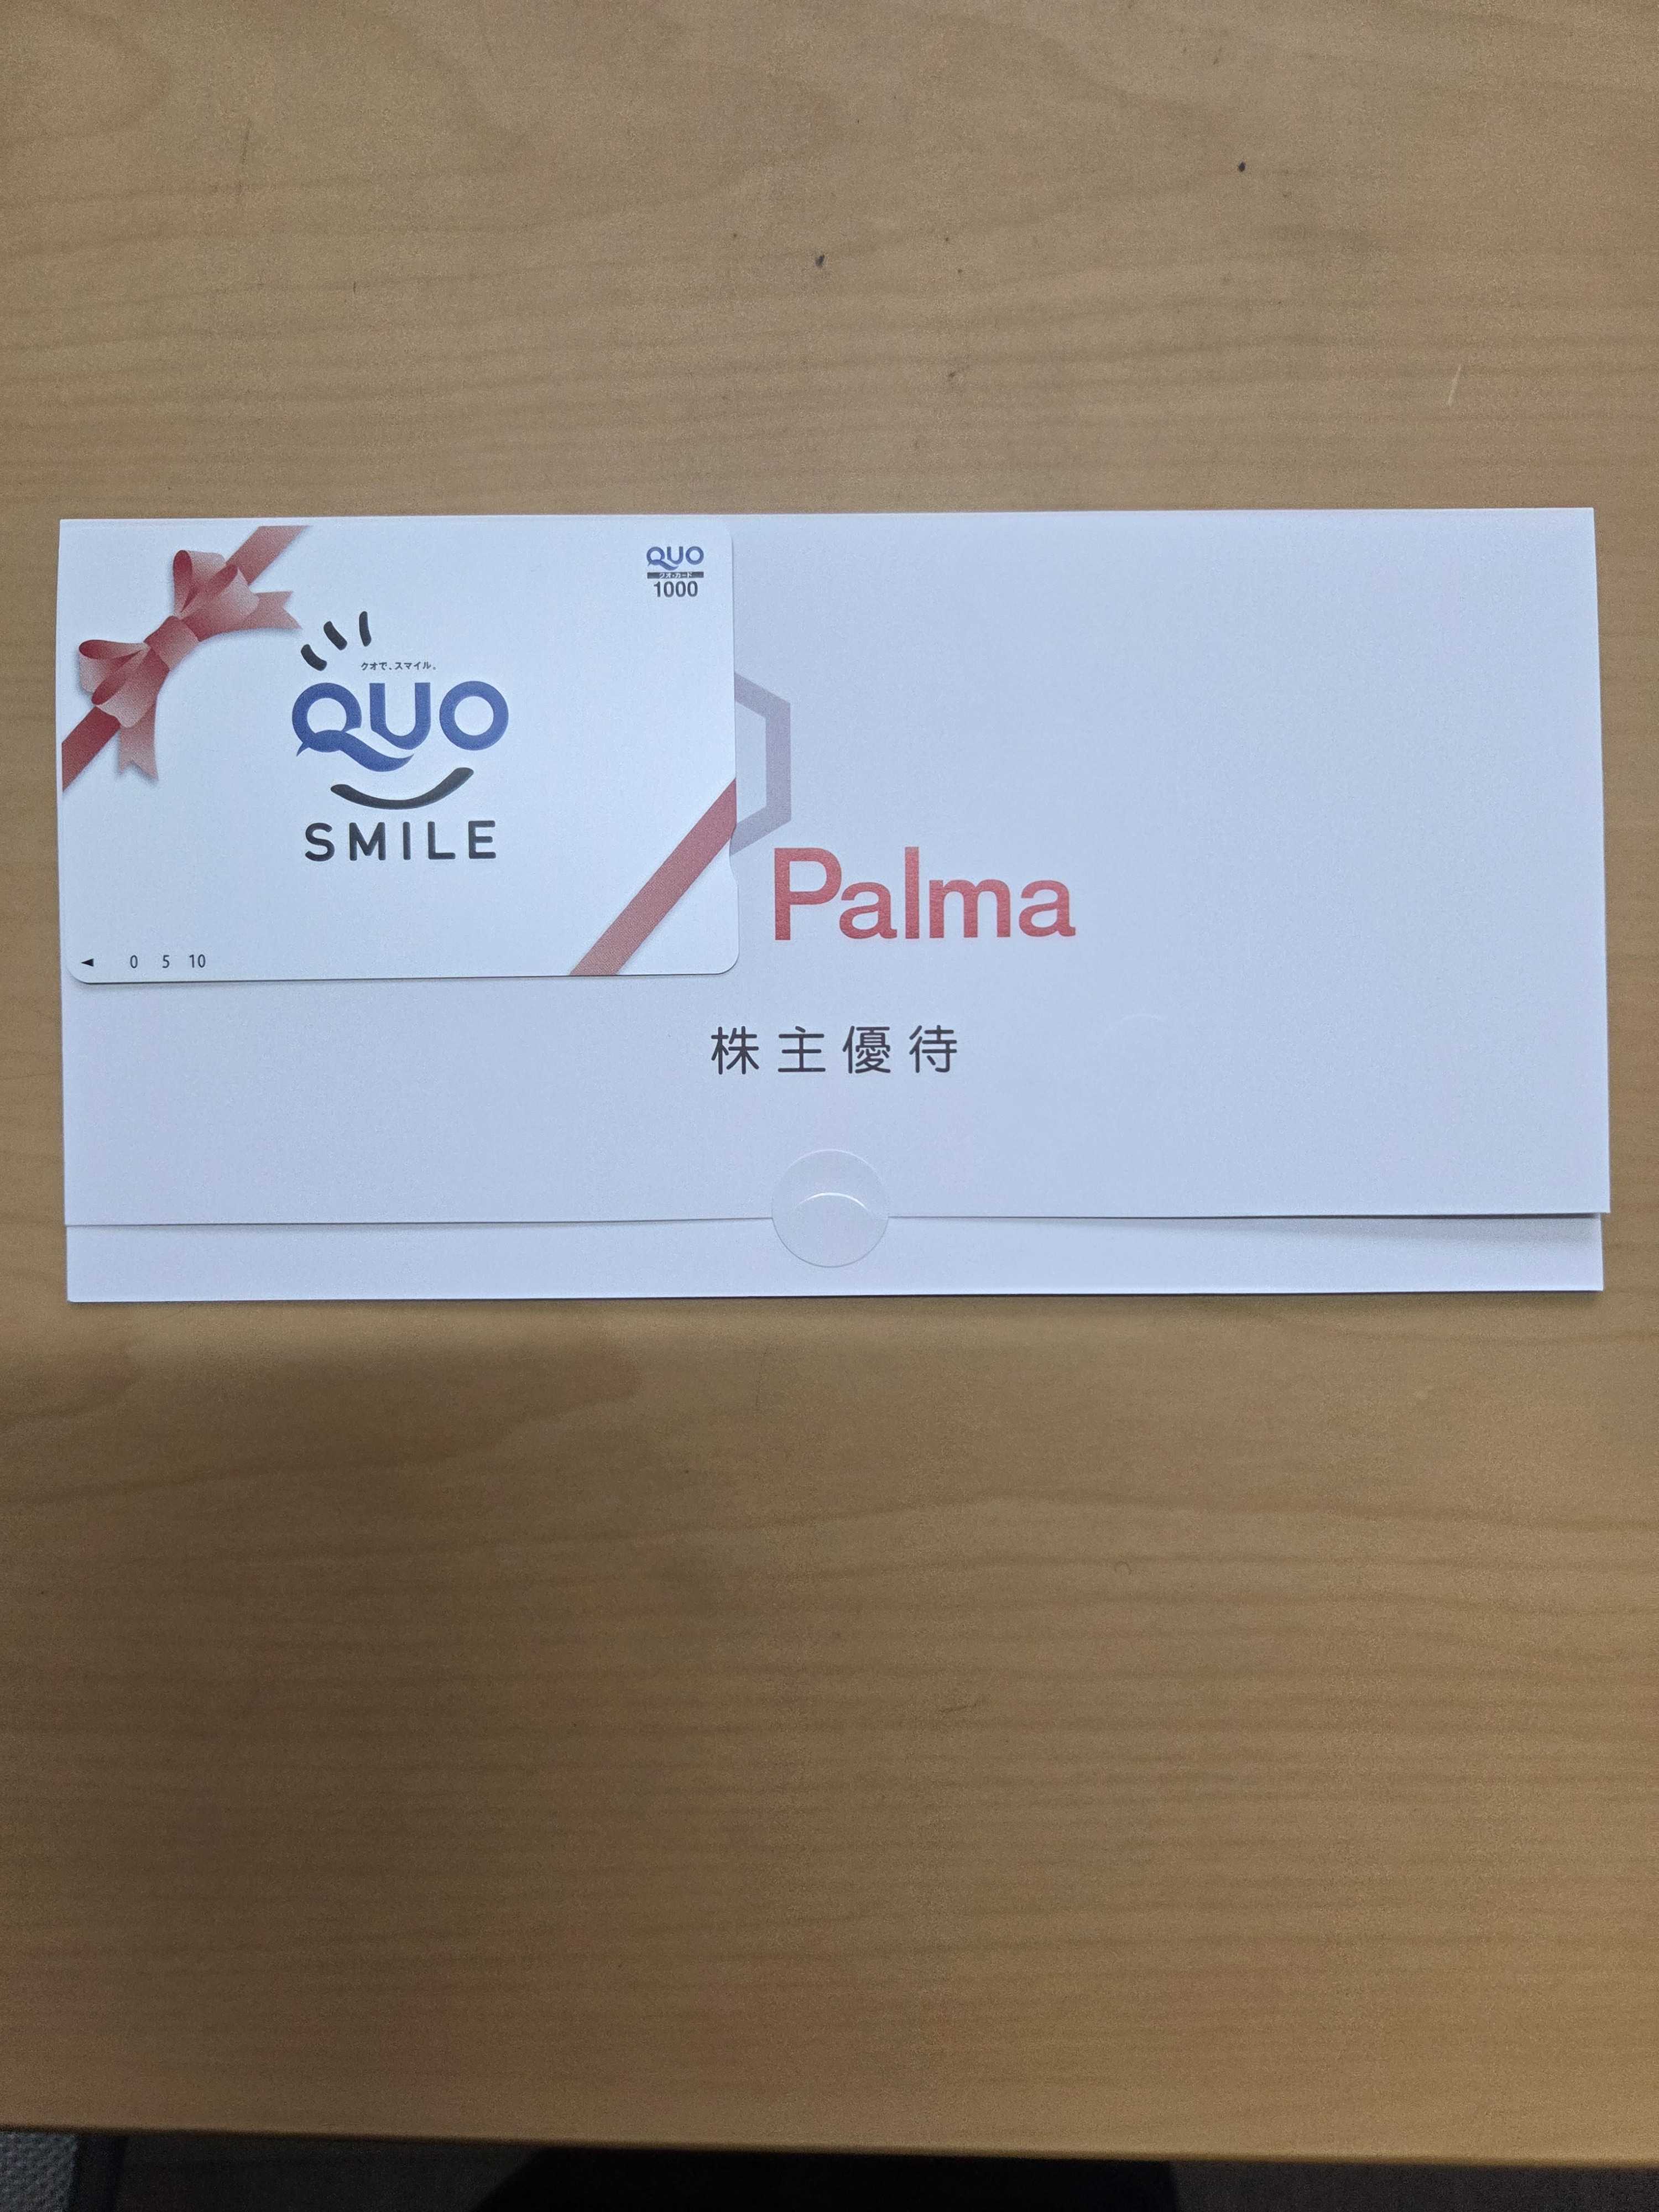 QUO
クオ・カード
1000
クオで、スマイル。
QUO
SMILE
◄ 0 5 10
Palma
株主優待